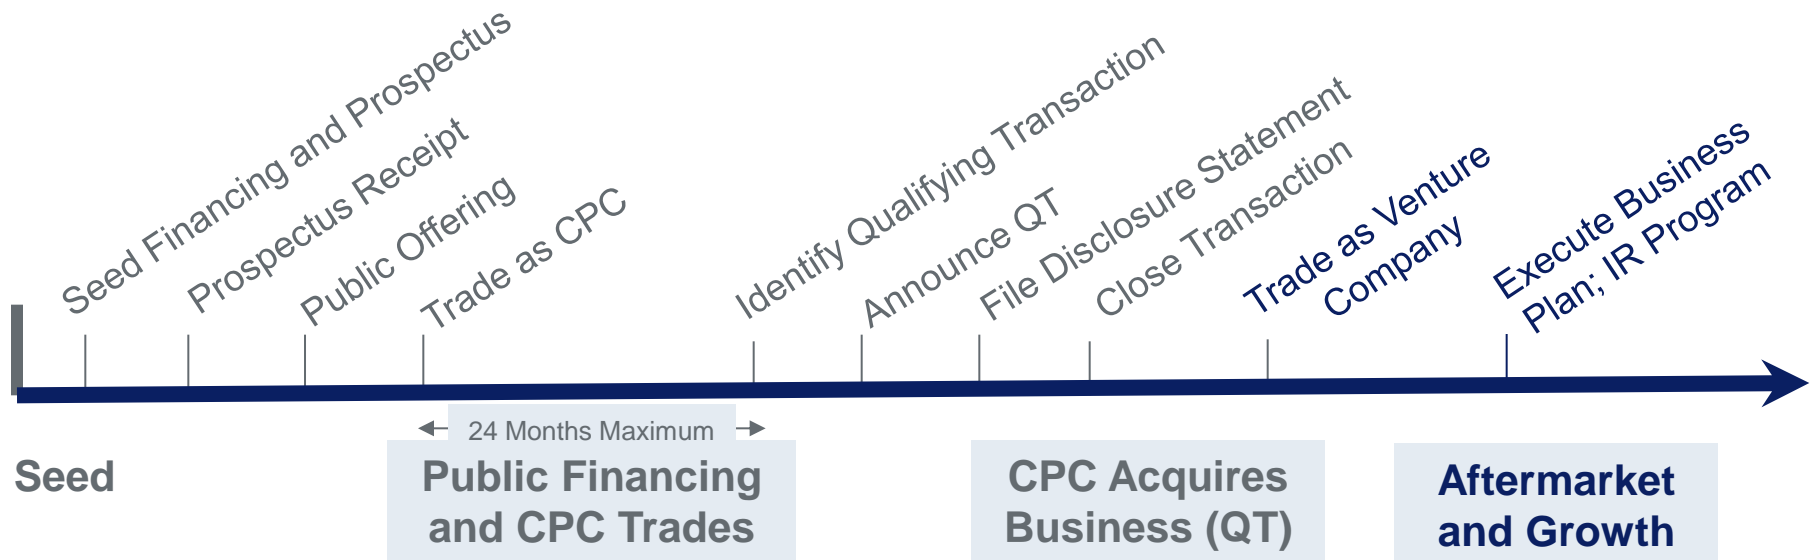 Seed Financing and Prospectus
Prospectus Receipt
Public Offering
Trade as CPC
Identify Qualifying Transaction
Announce QT
File Disclosure Statement
Close Transaction
Trade as Venture
Company
Execute Business
Plan; IR Program
24 Months Maximum
Seed
Public Financing
and CPC Trades
CPC Acquires
Business (QT)
Aftermarket
and Growth